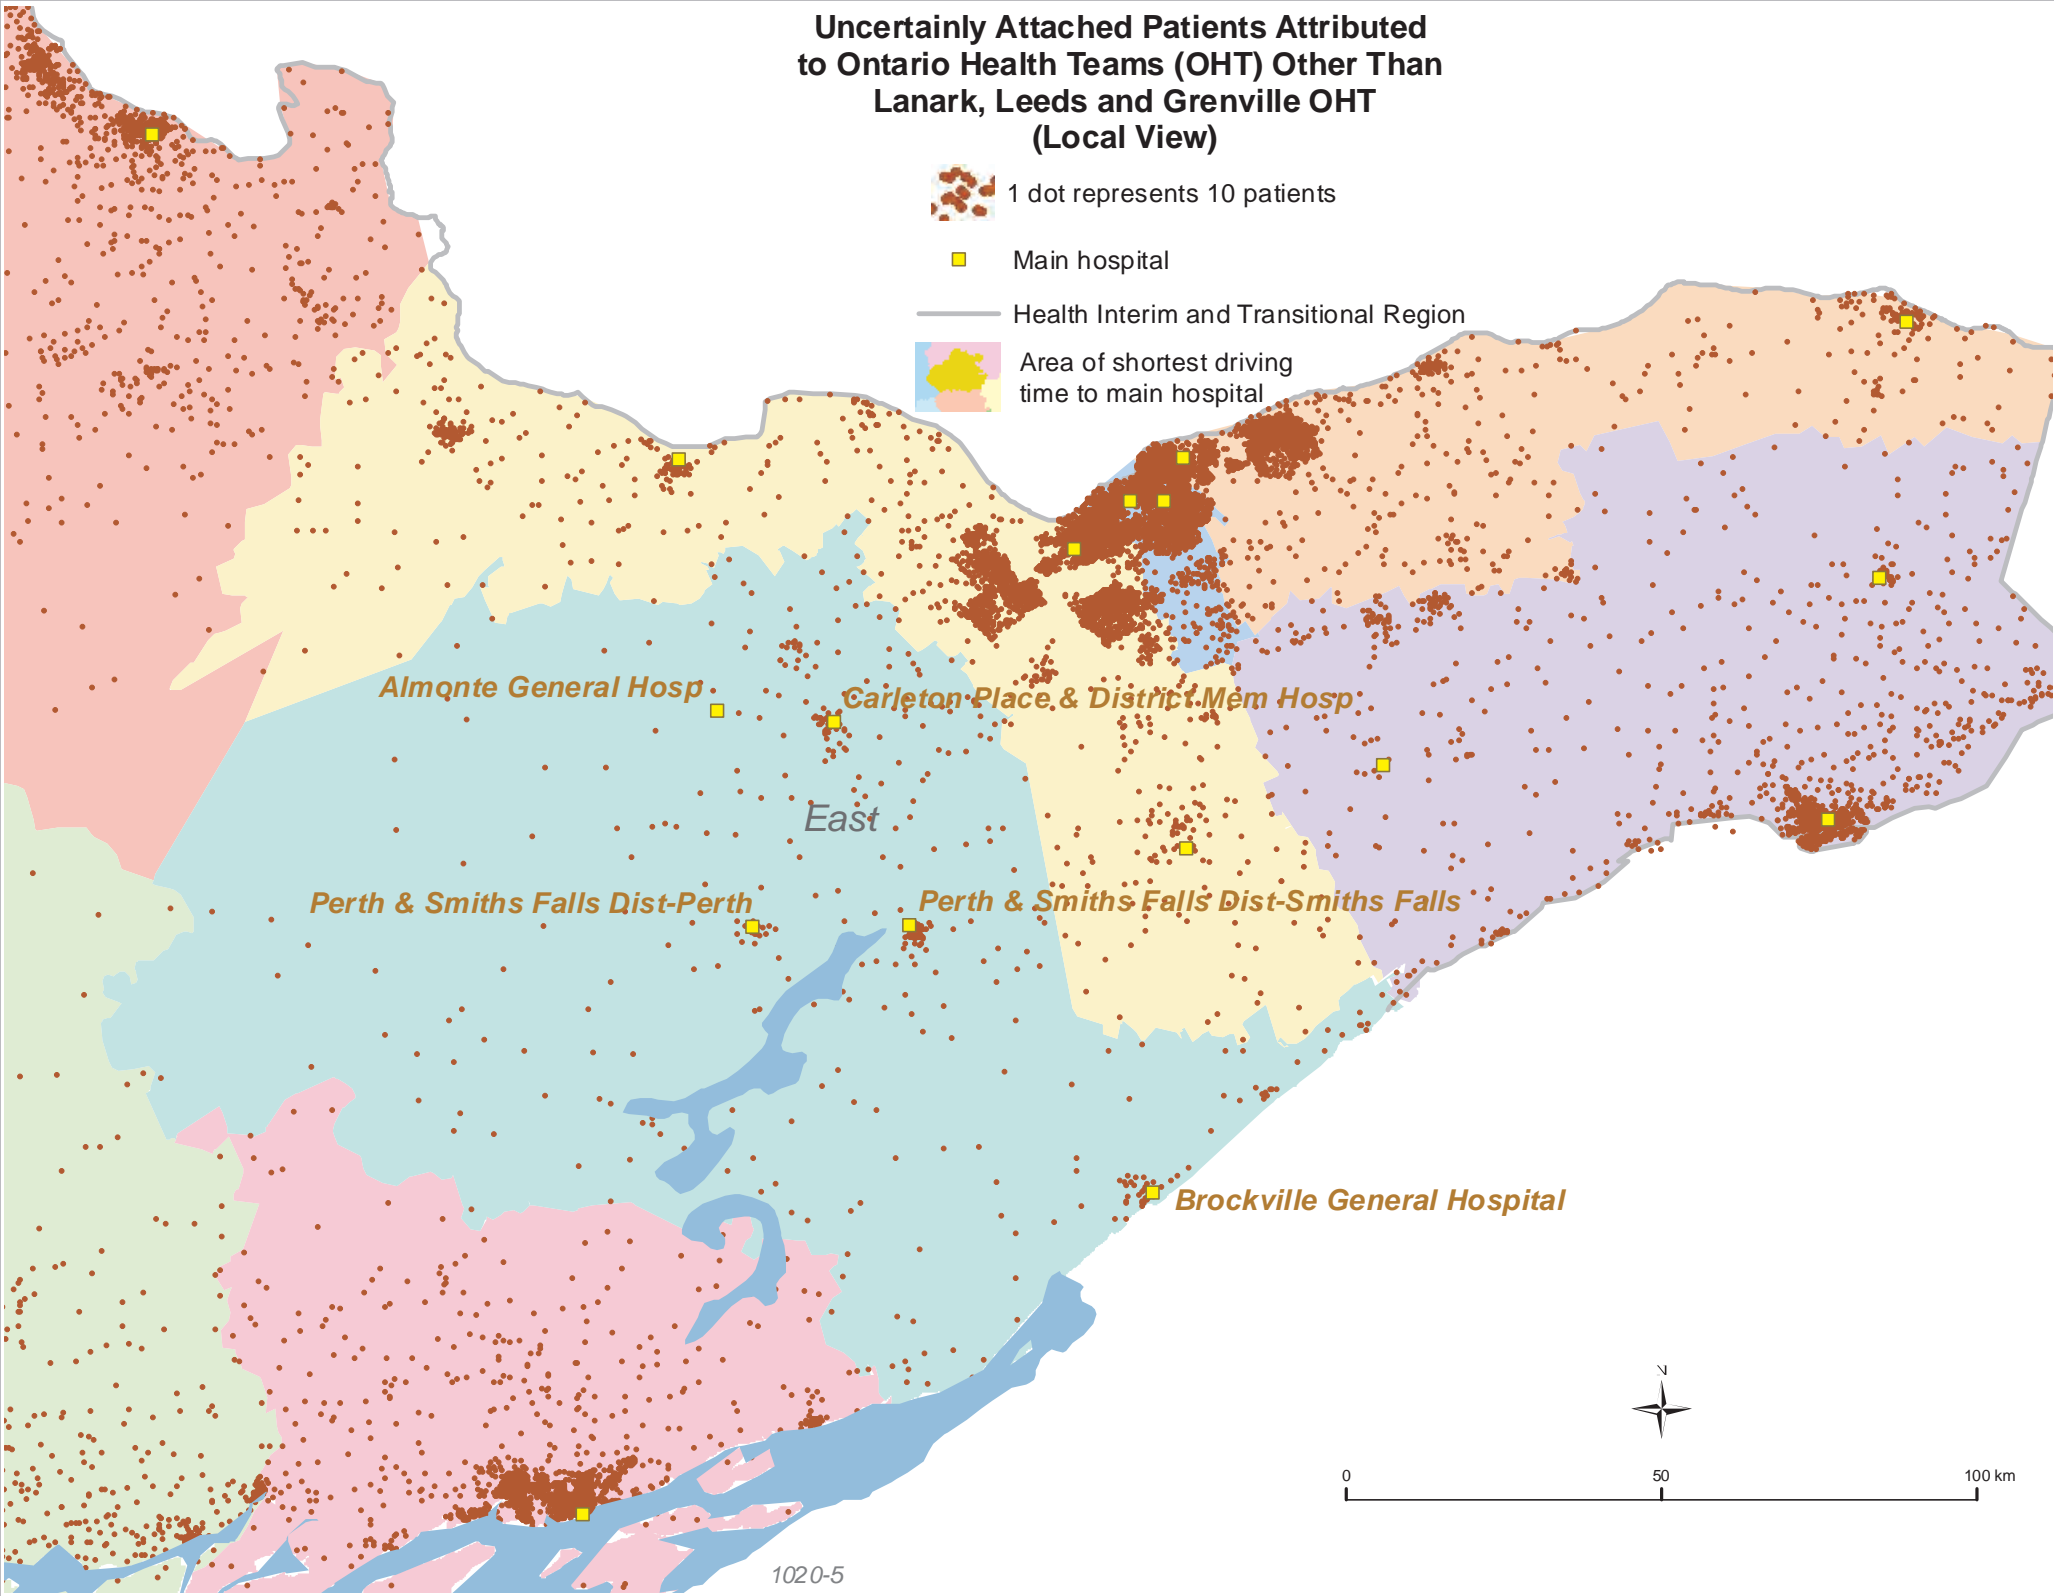 Uncertainly Attached Patients Attributed
to Ontario Health Teams (OHT) Other Than
Lanark, Leeds and Grenville OHT
(Local View)
1 dot represents 10 patients
Main hospital
Health Interim and Transitional Region
Area of shortest driving
time to main hospital
Almonte General Hosp
Carleton Place & District Mem Hosp
East
Perth & Smiths Falls Dist-Perth
Perth & Smiths Falls Dist-Smiths Falls
Brockville General Hospital
N
0 50 100 km
1020-5